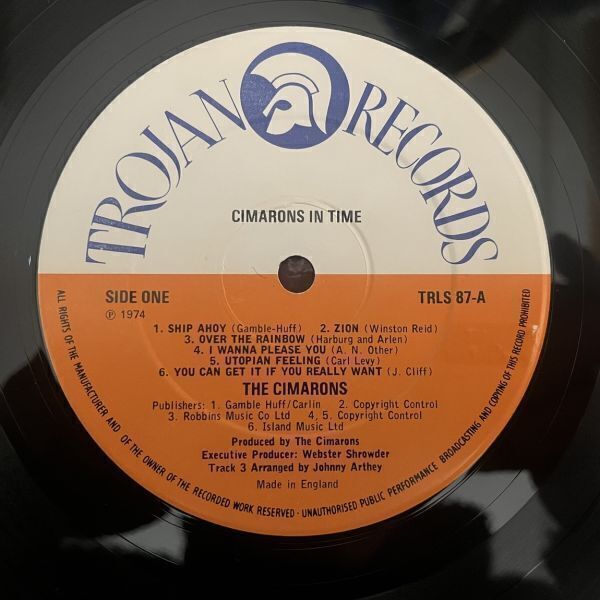 TROJAN RECORDS
CIMARONS IN TIME
SIDE ONE TRLS 87-A
Ⓟ 1974
1. SHIP AHOY (Gamble-Huff) 2. ZION (Winston Reid)
3. OVER THE RAINBOW (Harburg and Arlen)
4. I WANNA PLEASE YOU (A. N. Other)
5. UTOPIAN FEELING (Carl Levy)
6. YOU CAN GET IT IF YOU REALLY WANT (J. Cliff)
THE CIMARONS
Publishers: 1. Gamble Huff/Carlin 2. Copyright Control
3. Robbins Music Co Ltd 4, 5. Copyright Control
6. Island Music Ltd
Produced by The Cimarons
Executive Producer: Webster Shrowder
Track 3 Arranged by Johnny Arthey
Made in England
ALL RIGHTS OF THE MANUFACTURER AND OF THE OWNER OF THE RECORDED WORK RESERVED · UNAUTHORISED PUBLIC PERFORMANCE BROADCASTING AND COPYING OF THIS RECORD PROHIBITED